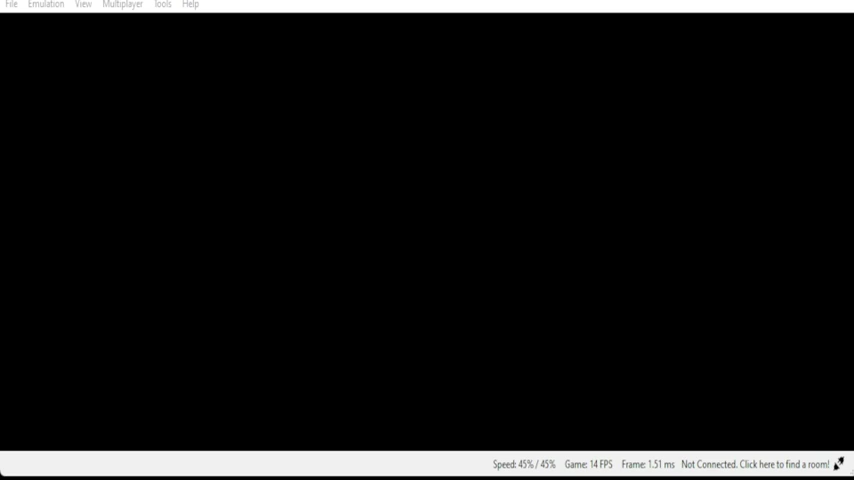 File Emulation View Multiplayer Tools Help
Speed: 45% / 45% Game: 14 FPS Frame: 1.51 ms Not Connected. Click here to find a room!